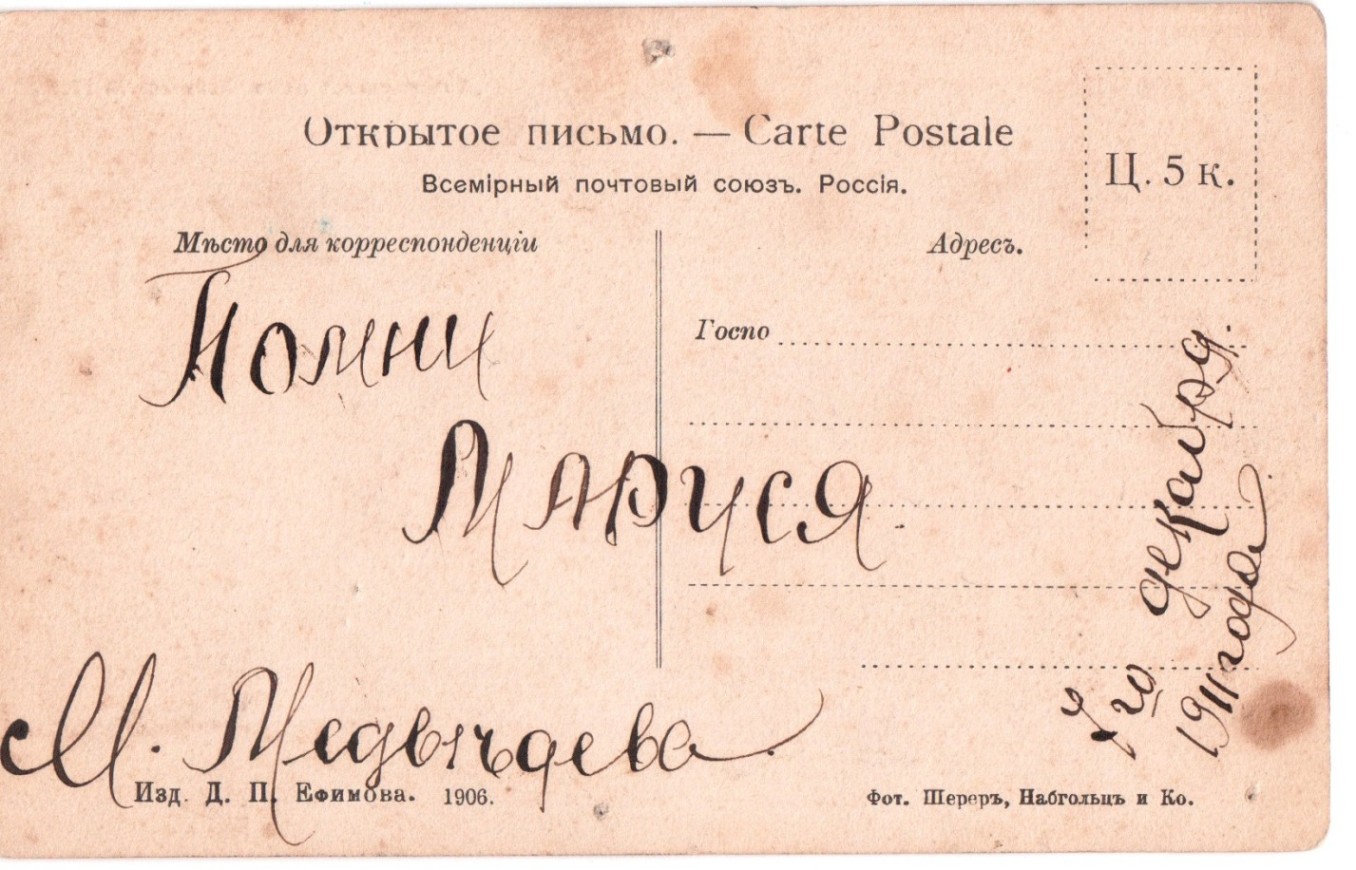 Открытое письмо. — Carte Postale
Всемірный почтовый союзъ. Россія.
Ц. 5 к.
Мѣсто для корреспонденціи
Адресъ.
Госпо
Помни
Маруся
М. Медвѣдева.
7го декабря.
1911 года
Изд. Д. П. Ефимова. 1906.
Фот. Шереръ, Набгольцъ и Ко.